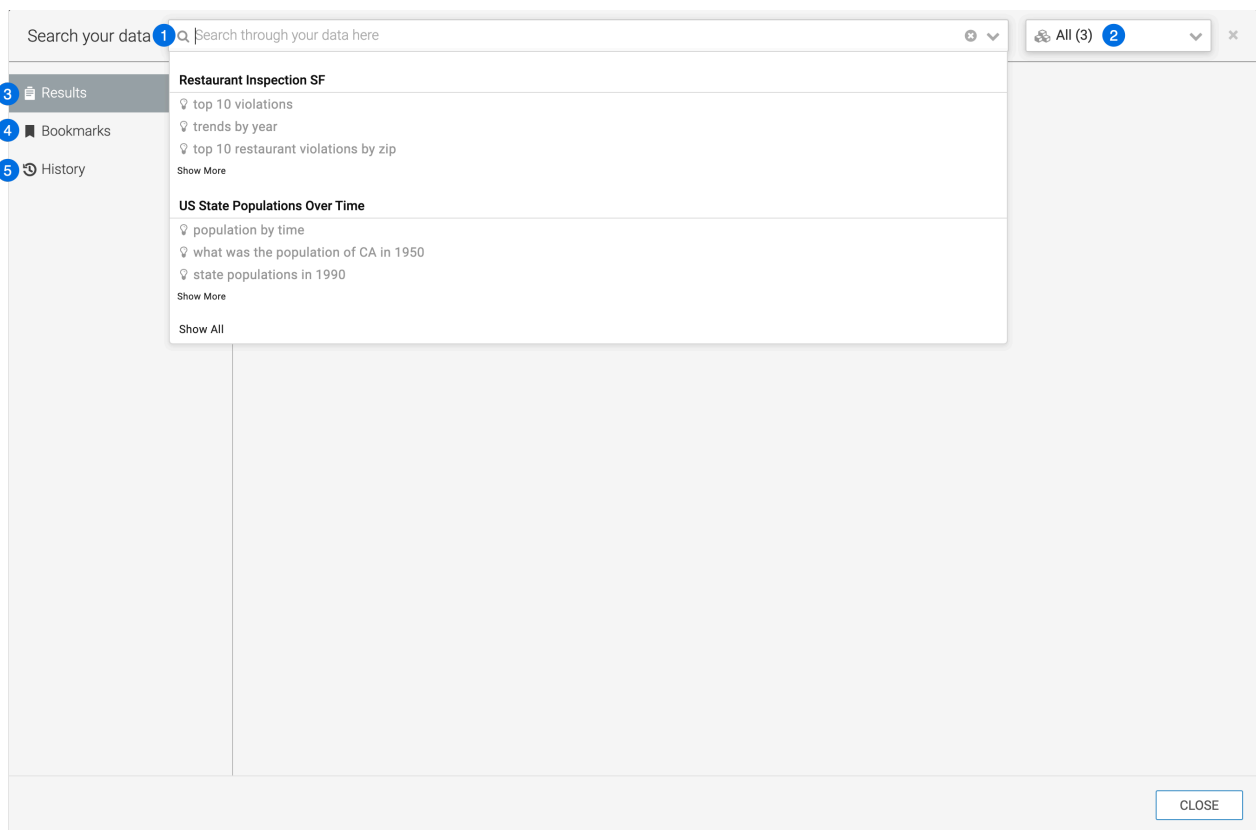 Search your data 1 Search through your data here All (3) 2
Restaurant Inspection SF
3 Results
top 10 violations
trends by year
4 Bookmarks
top 10 restaurant violations by zip
5 History
Show More
US State Populations Over Time
population by time
what was the population of CA in 1950
state populations in 1990
Show More
Show All
CLOSE